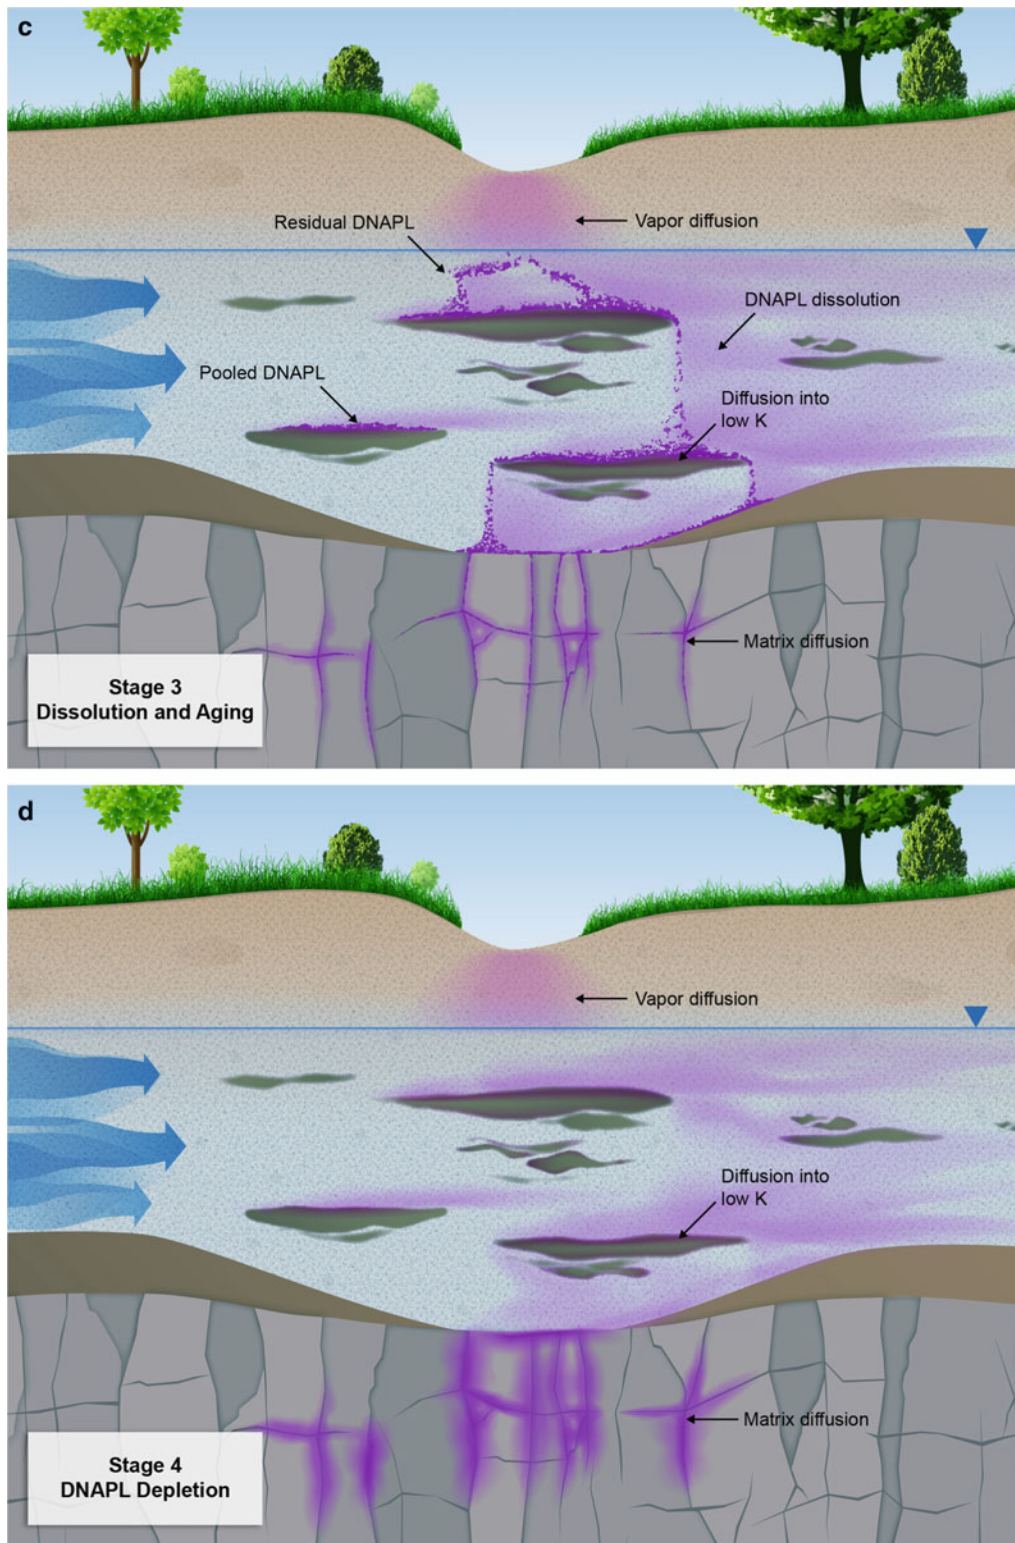 c
Residual DNAPL
Vapor diffusion
DNAPL dissolution
Pooled DNAPL
Diffusion into
low K
Matrix diffusion
Stage 3
Dissolution and Aging
d
Vapor diffusion
Diffusion into
low K
Matrix diffusion
Stage 4
DNAPL Depletion